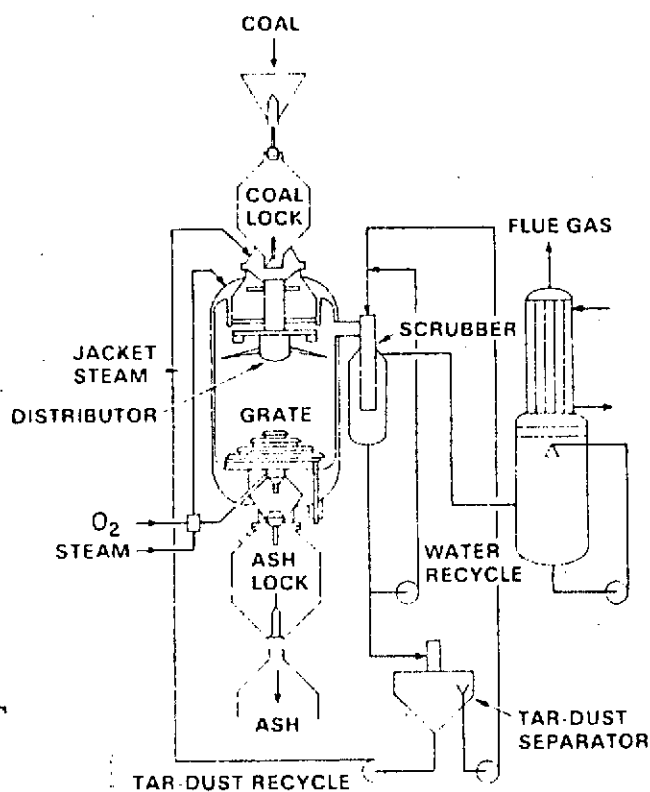 COAL
COAL
LOCK
FLUE GAS
SCRUBBER
JACKET
STEAM
DISTRIBUTOR
GRATE
O2
STEAM
ASH
LOCK
WATER
RECYCLE
ASH
TAR-DUST
SEPARATOR
TAR-DUST RECYCLE